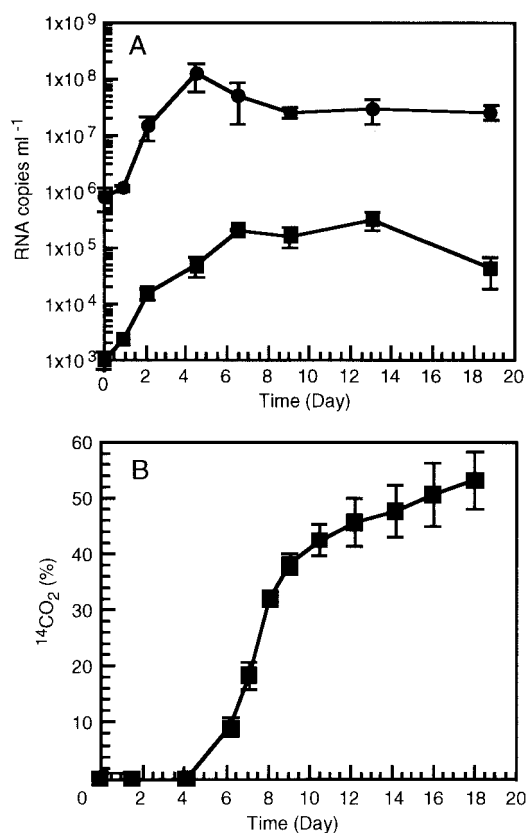 A
1x10⁹
1x10⁸
1x10⁷
1x10⁶
1x10⁵
1x10⁴
1x10³
RNA copies ml⁻¹
0 2 4 6 8 10 12 14 16 18 20
Time (Day)
B
60
50
40
30
20
10
¹⁴CO₂ (%)
0 2 4 6 8 10 12 14 16 18 20
Time (Day)